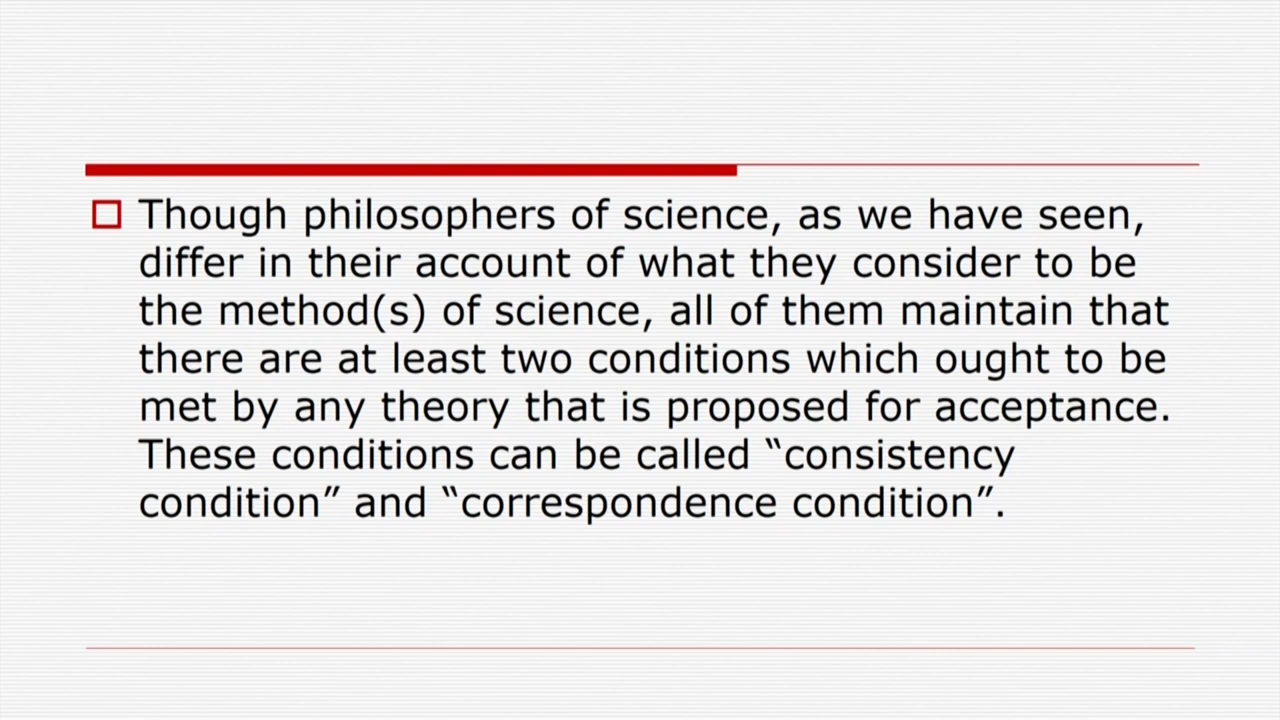 Though philosophers of science, as we have seen,
differ in their account of what they consider to be
the method(s) of science, all of them maintain that
there are at least two conditions which ought to be
met by any theory that is proposed for acceptance.
These conditions can be called “consistency
condition” and “correspondence condition”.